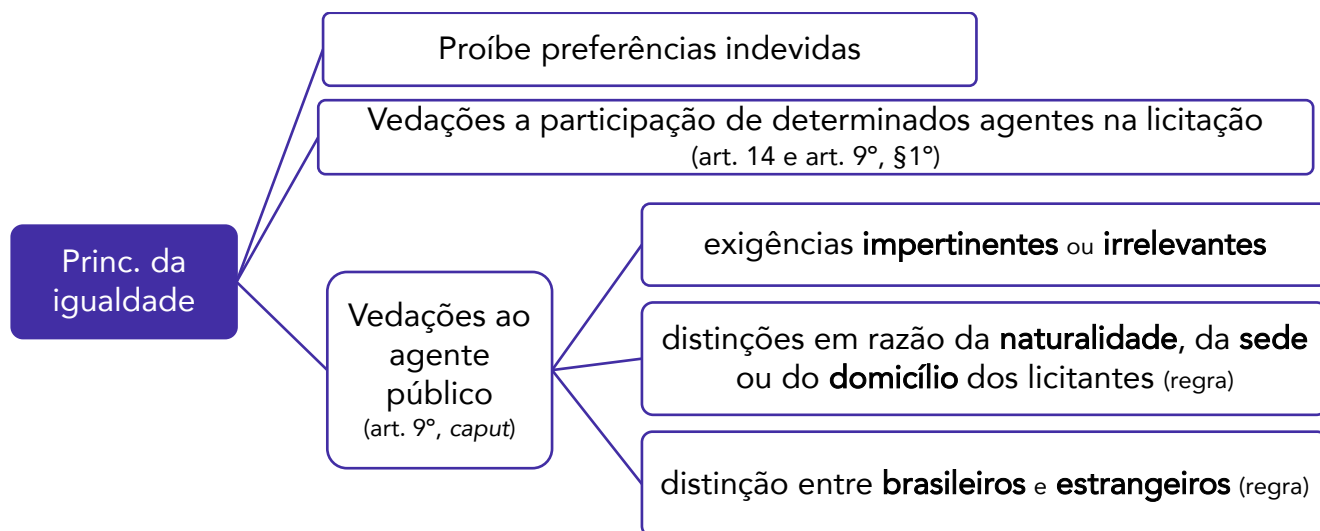 Proíbe preferências indevidas
Vedações a participação de determinados agentes na licitação
(art. 14 e art. 9º, §1º)
Princ. da
igualdade
Vedações ao
agente
público
(art. 9º, caput)
exigências impertinentes ou irrelevantes
distinções em razão da naturalidade, da sede
ou do domicílio dos licitantes (regra)
distinção entre brasileiros e estrangeiros (regra)